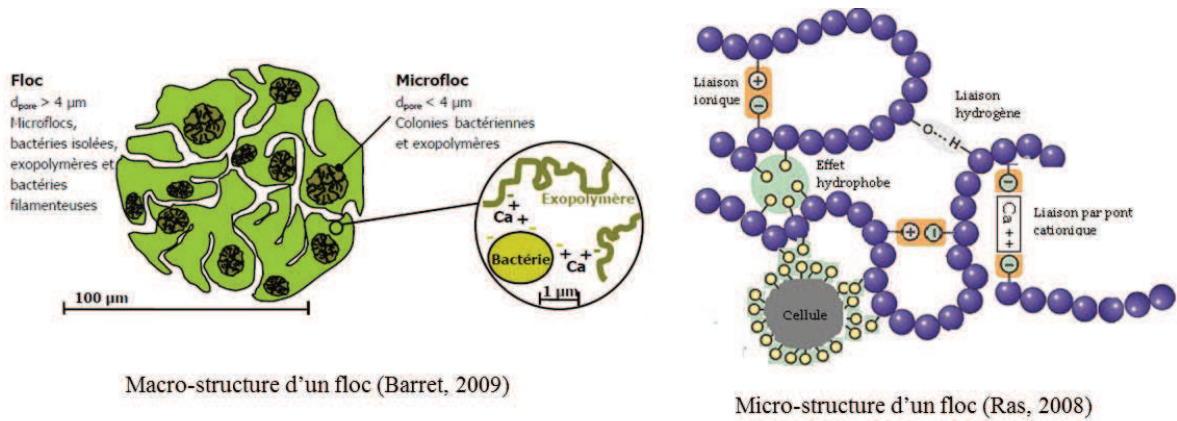 Floc
dpore > 4 µm
Microflocs,
bactéries isolées,
exopolymères et
bactéries
filamenteuses
Microfloc
dpore < 4 µm
Colonies bactériennes
et exopolymères
Exopolymère
Ca
+
+
Bactérie
+
+
Ca
1 µm
100 µm
Macro-structure d'un floc (Barret, 2009)
Liaison
ionique
+
−
Liaison
hydrogène
O
H
Effet
hydrophobe
+
−
−
Ca ++
−
Liaison par pont
cationique
Cellule
Micro-structure d'un floc (Ras, 2008)